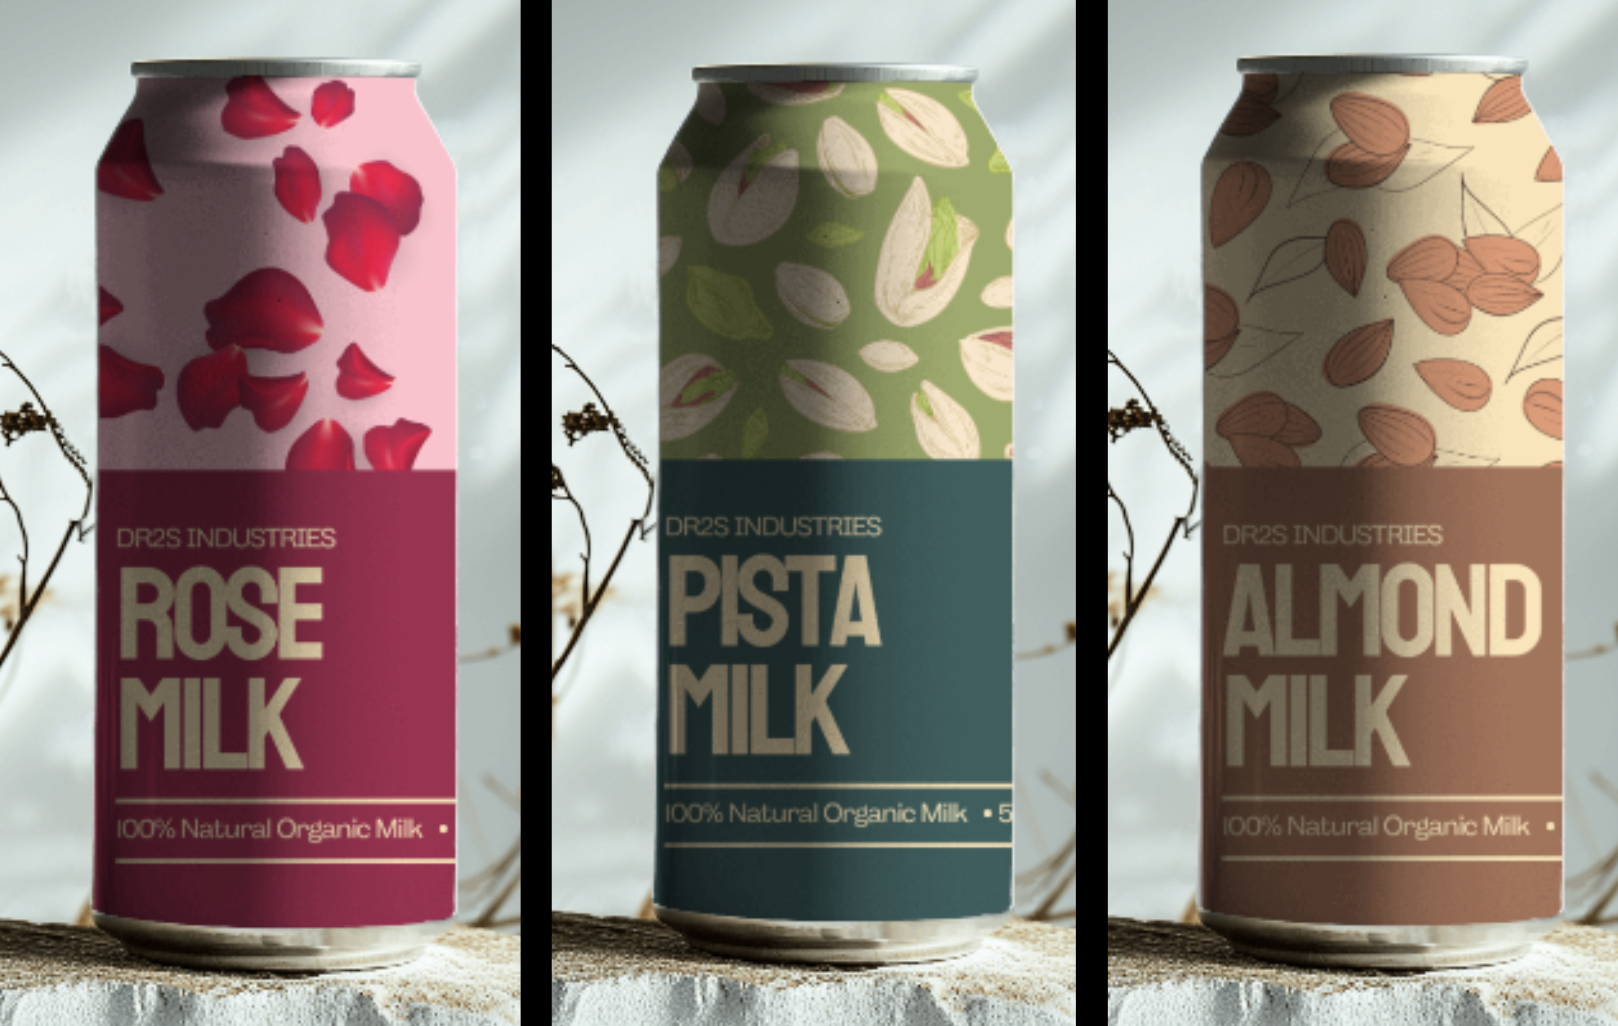 DR2S INDUSTRIES
ROSE
MILK
100% Natural Organic Milk •
DR2S INDUSTRIES
PISTA
MILK
100% Natural Organic Milk • 5
DR2S INDUSTRIES
ALMOND
MILK
100% Natural Organic Milk •